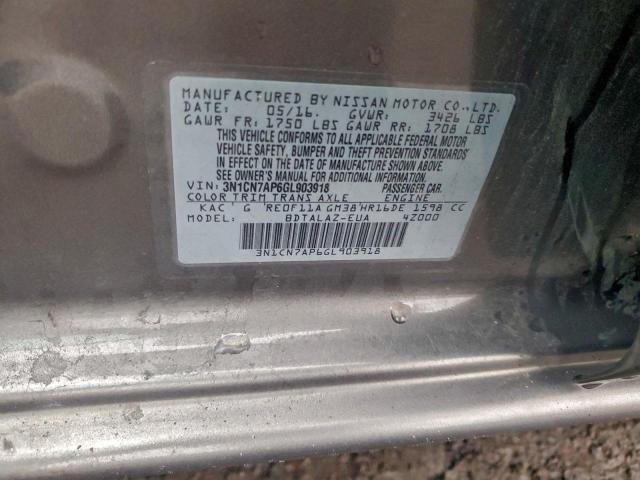 MANUFACTURED BY NISSAN MOTOR CO., LTD.
DATE: 05/16. GVWR: 3426 LBS
GAWR FR: 1750 LBS GAWR RR: 1708 LBS
THIS VEHICLE CONFORMS TO ALL APPLICABLE FEDERAL MOTOR
VEHICLE SAFETY, BUMPER AND THEFT PREVENTION STANDARDS
IN EFFECT ON THE DATE OF MANUFACTURE SHOWN ABOVE.
SEE OWNER'S MANUAL FOR ADDITIONAL INFORMATION
VIN: 3N1CN7AP6GL903918 PASSENGER CAR.
COLOR TRIM TRANS AXLE ENGINE
KAC G RE0F11A GM38 HR16DE 1598 CC
MODEL: BDTALAZ-EUA 4Z000
3N1CN7AP6GL903918